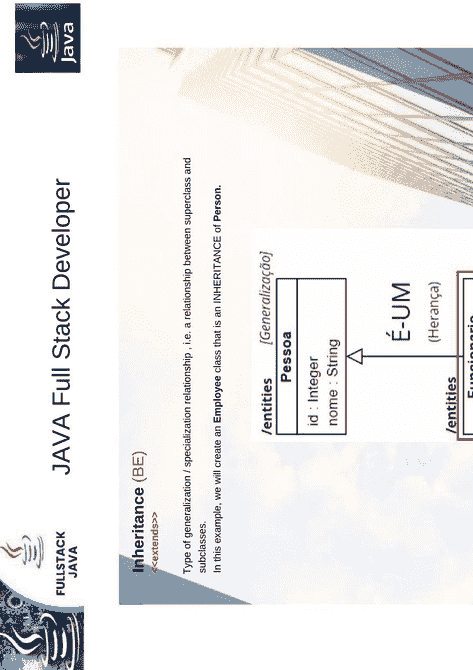 Java
JAVA Full Stack Developer
FULLSTACK
JAVA
Inheritance (BE)
<<extends>>
Type of generalization / specialization relationship , i.e. a relationship between superclass and
subclasses.
In this example, we will create an Employee class that is an INHERITANCE of Person.
/entities [Generalização]
Pessoa
id : Integer
nome : String
É-UM
(Herança)
/entities